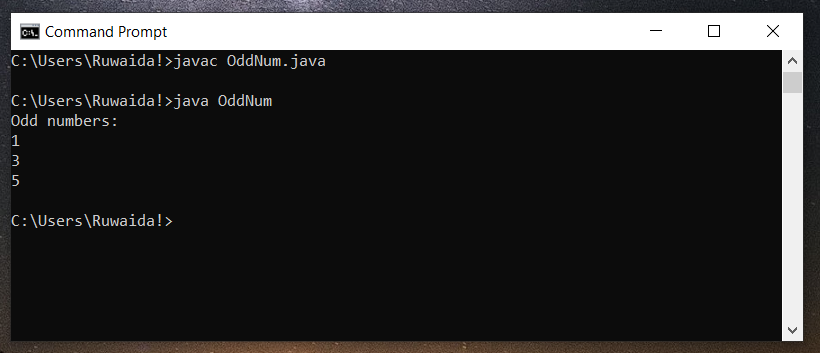 Command Prompt
C:\Users\Ruwaida!>javac OddNum.java
C:\Users\Ruwaida!>java OddNum
Odd numbers:
1
3
5
C:\Users\Ruwaida!>